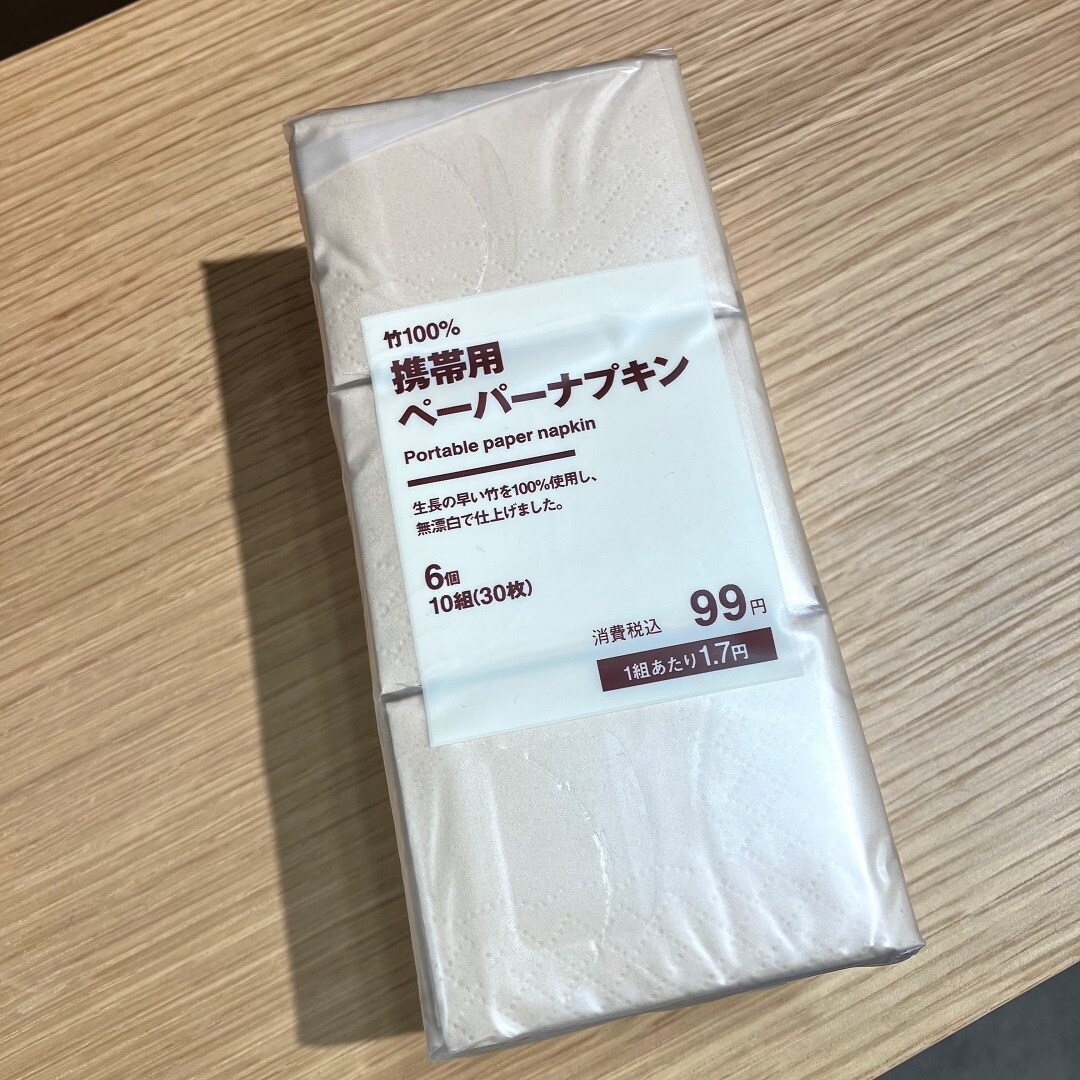 竹100%
携帯用
ペーパーナプキン
Portable paper napkin
生長の早い竹を100%使用し、
無漂白で仕上げました。
6個
10組(30枚)
消費税込 99円
1組あたり1.7円